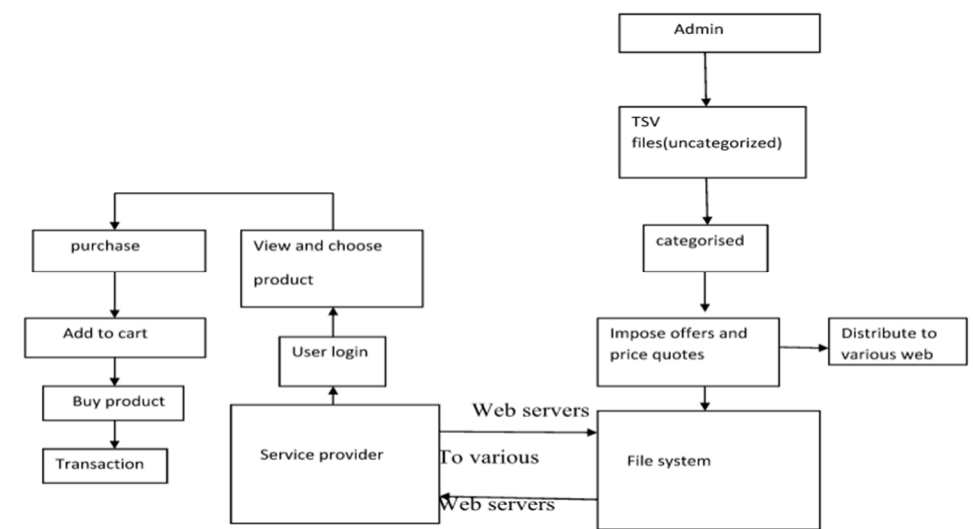 Admin
TSV
files(uncategorized)
categorised
Impose offers and
price quotes
Distribute to
various web
File system
Web servers
To various
Web servers
Service provider
User login
View and choose
product
purchase
Add to cart
Buy product
Transaction